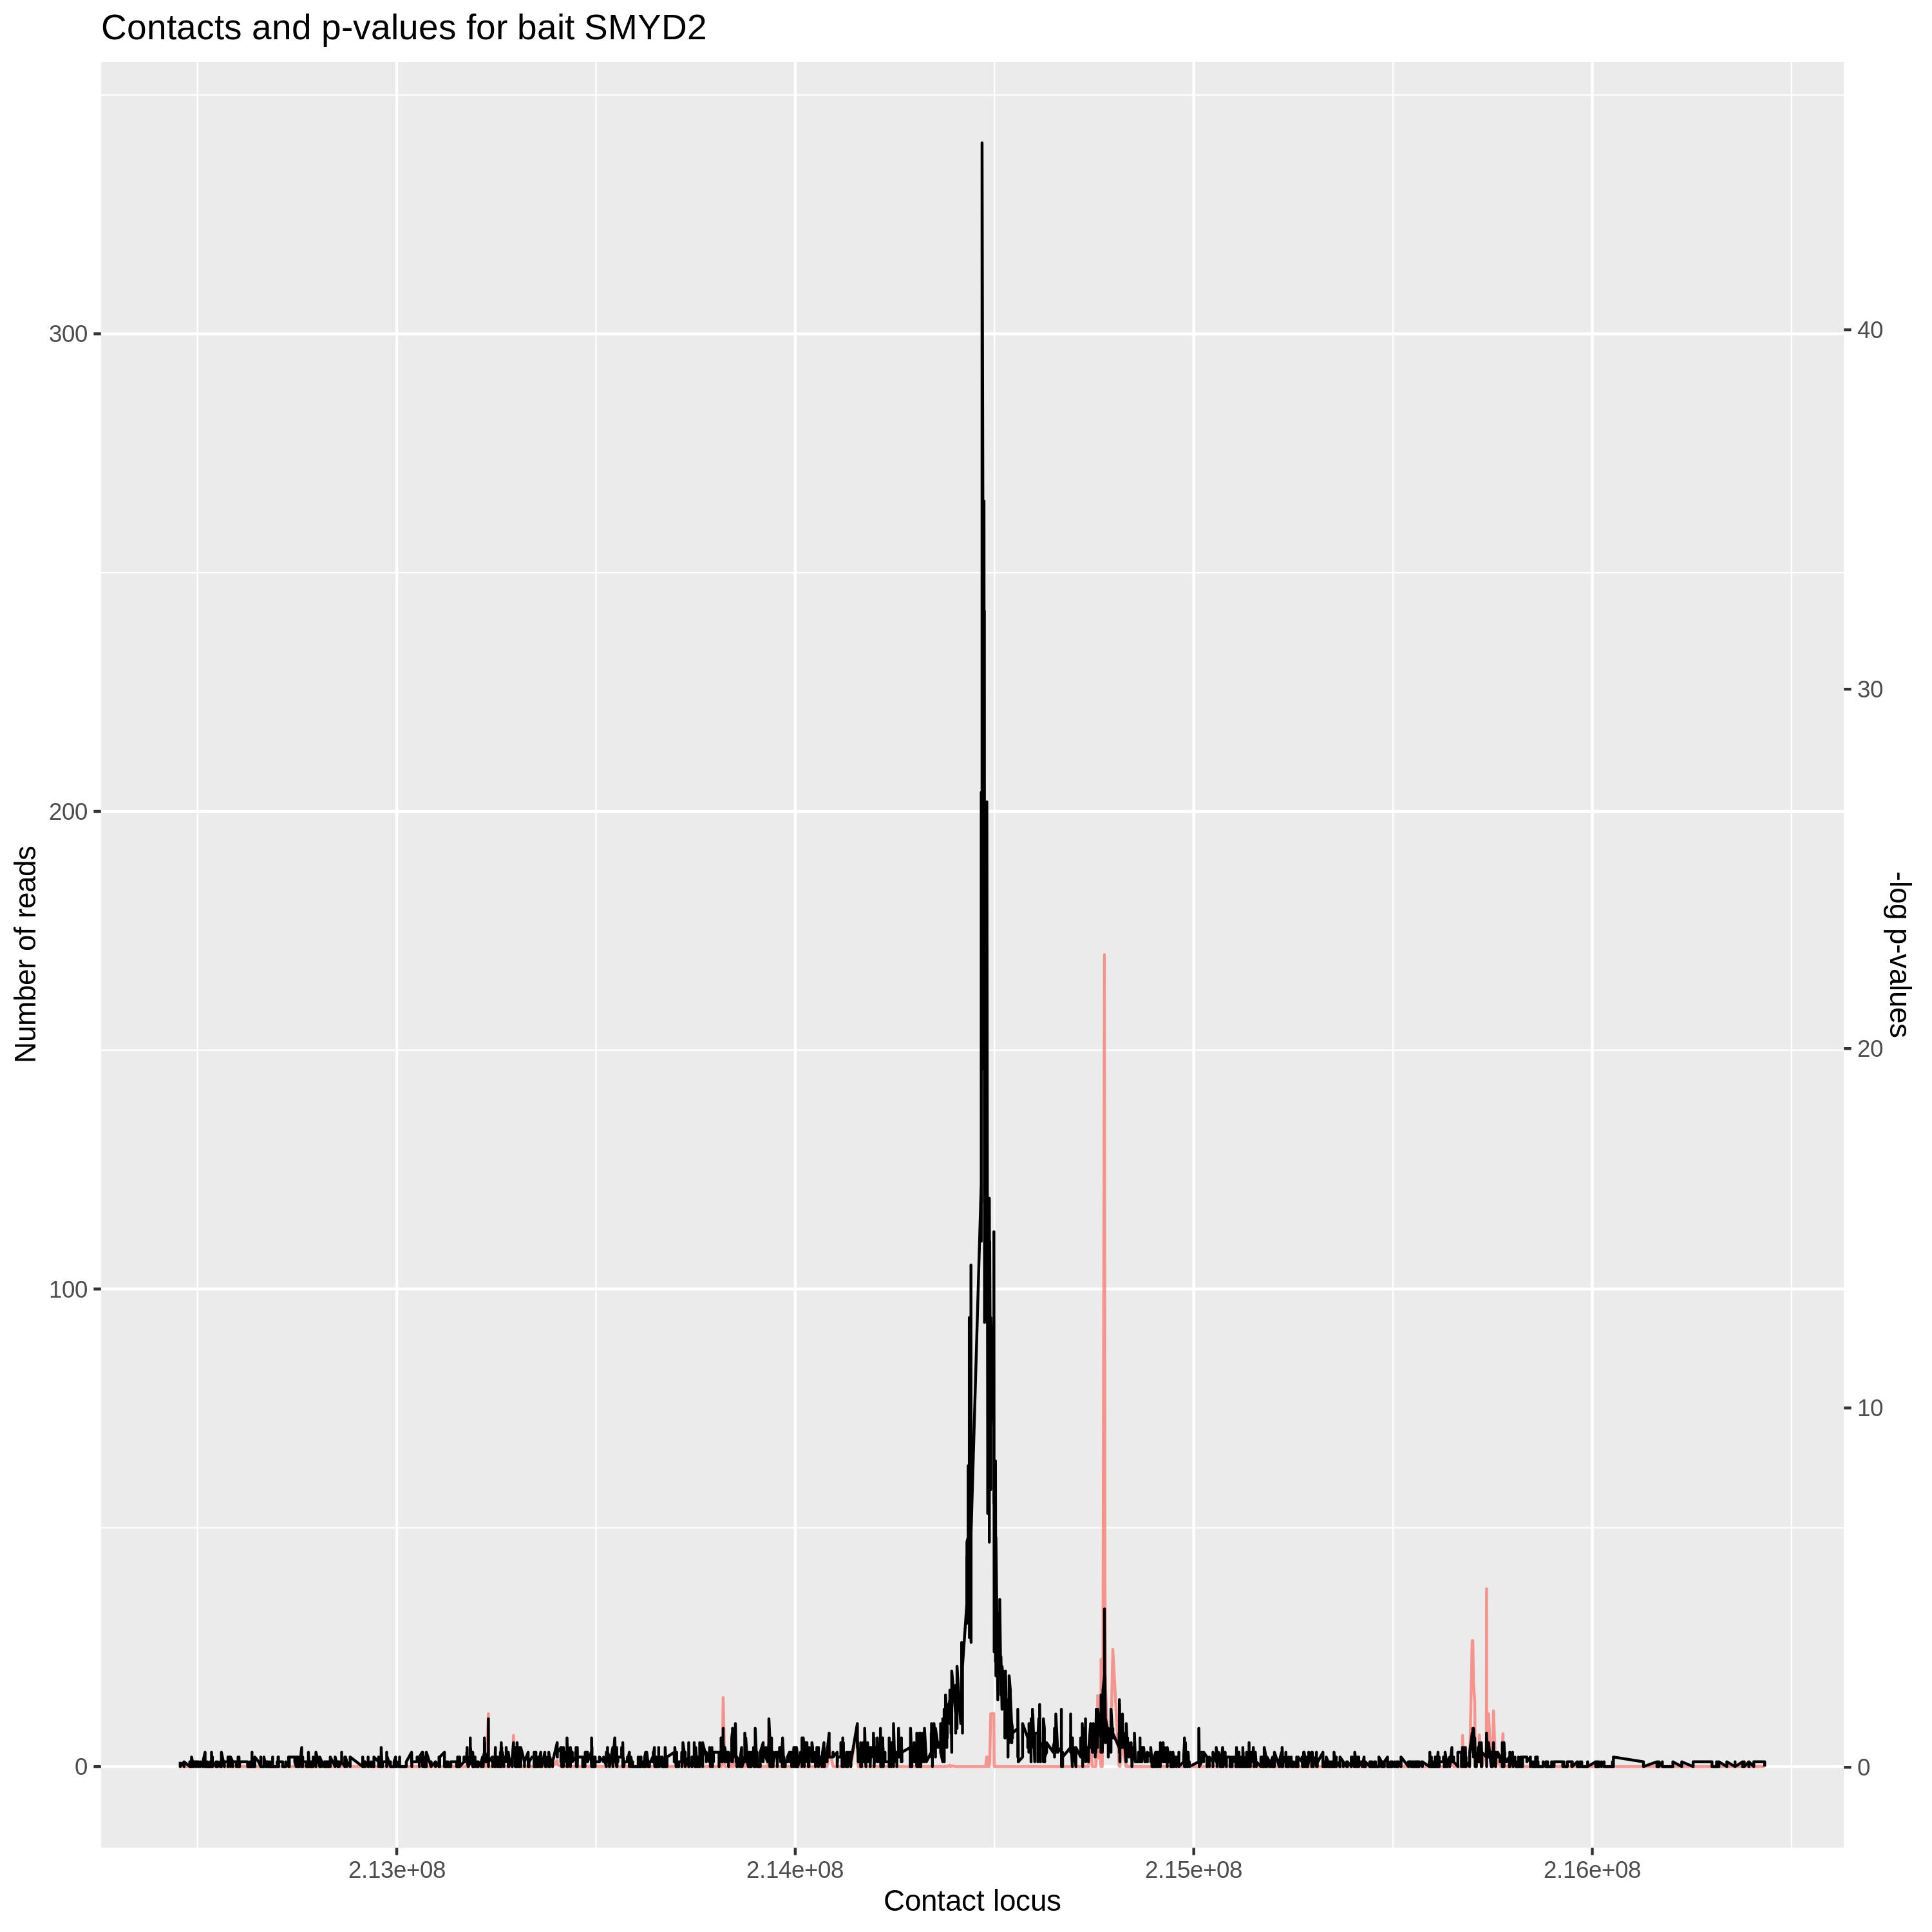 Contacts and p-values for bait SMYD2
300
200
100
0
Number of reads
40
30
20
10
0
-log p-values
2.13e+08
2.14e+08
2.15e+08
2.16e+08
Contact locus